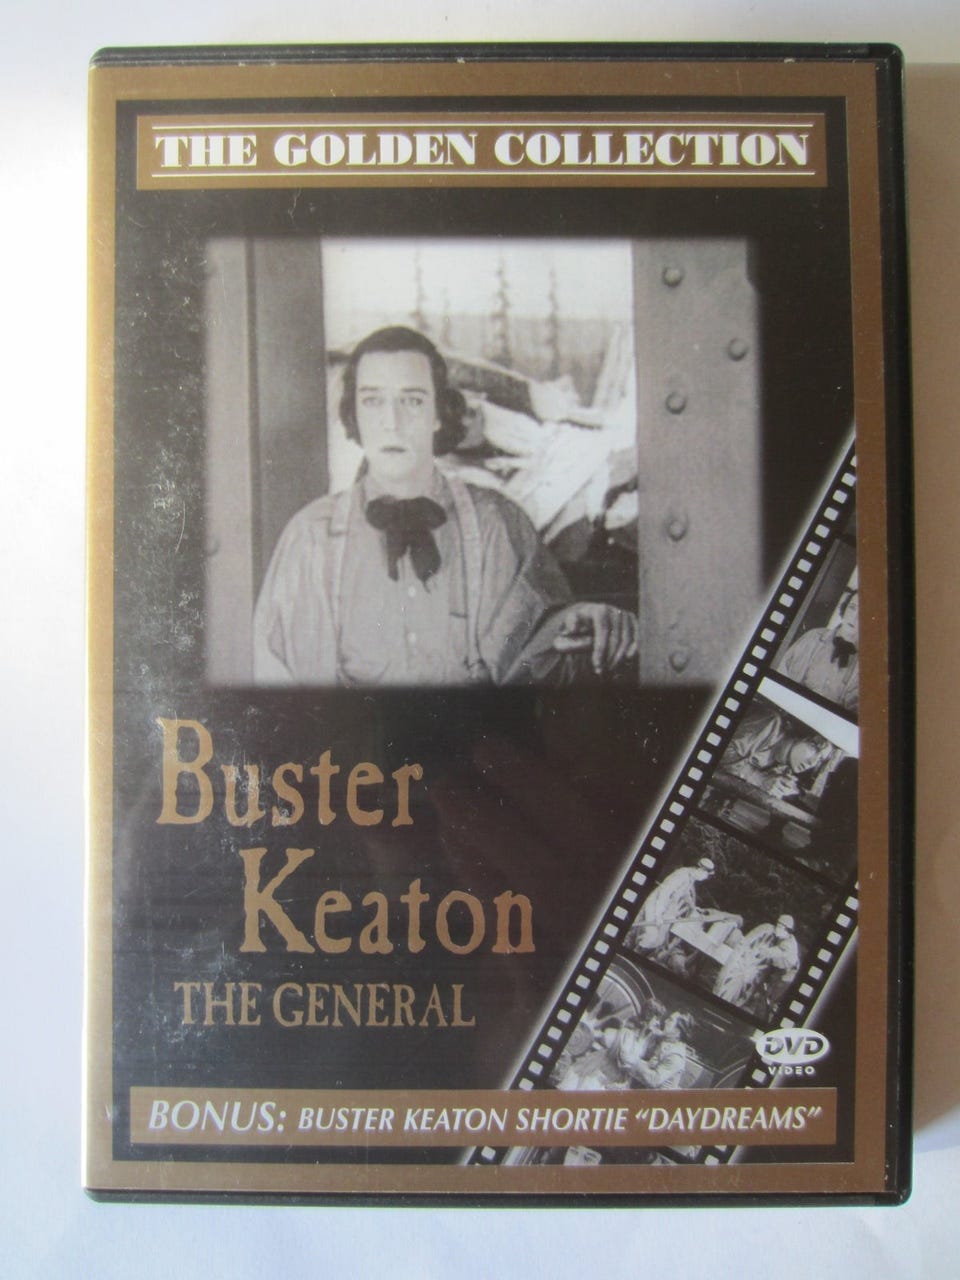 THE GOLDEN COLLECTION
Buster
Keaton
THE GENERAL
DVD
VIDEO
BONUS: BUSTER KEATON SHORTIE “DAYDREAMS”